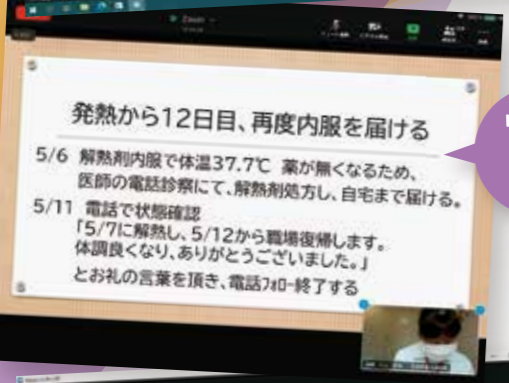 発熱から12日目、再度内服を届ける
5/6 解熱剤内服で体温37.7℃ 薬が無くなるため、
医師の電話診察にて、解熱剤処方し、自宅まで届ける。
5/11 電話で状態確認
「5/7に解熱し、5/12から職場復帰します。
体調良くなり、ありがとうございました。」
とお礼の言葉を頂き、電話フォロー終了する